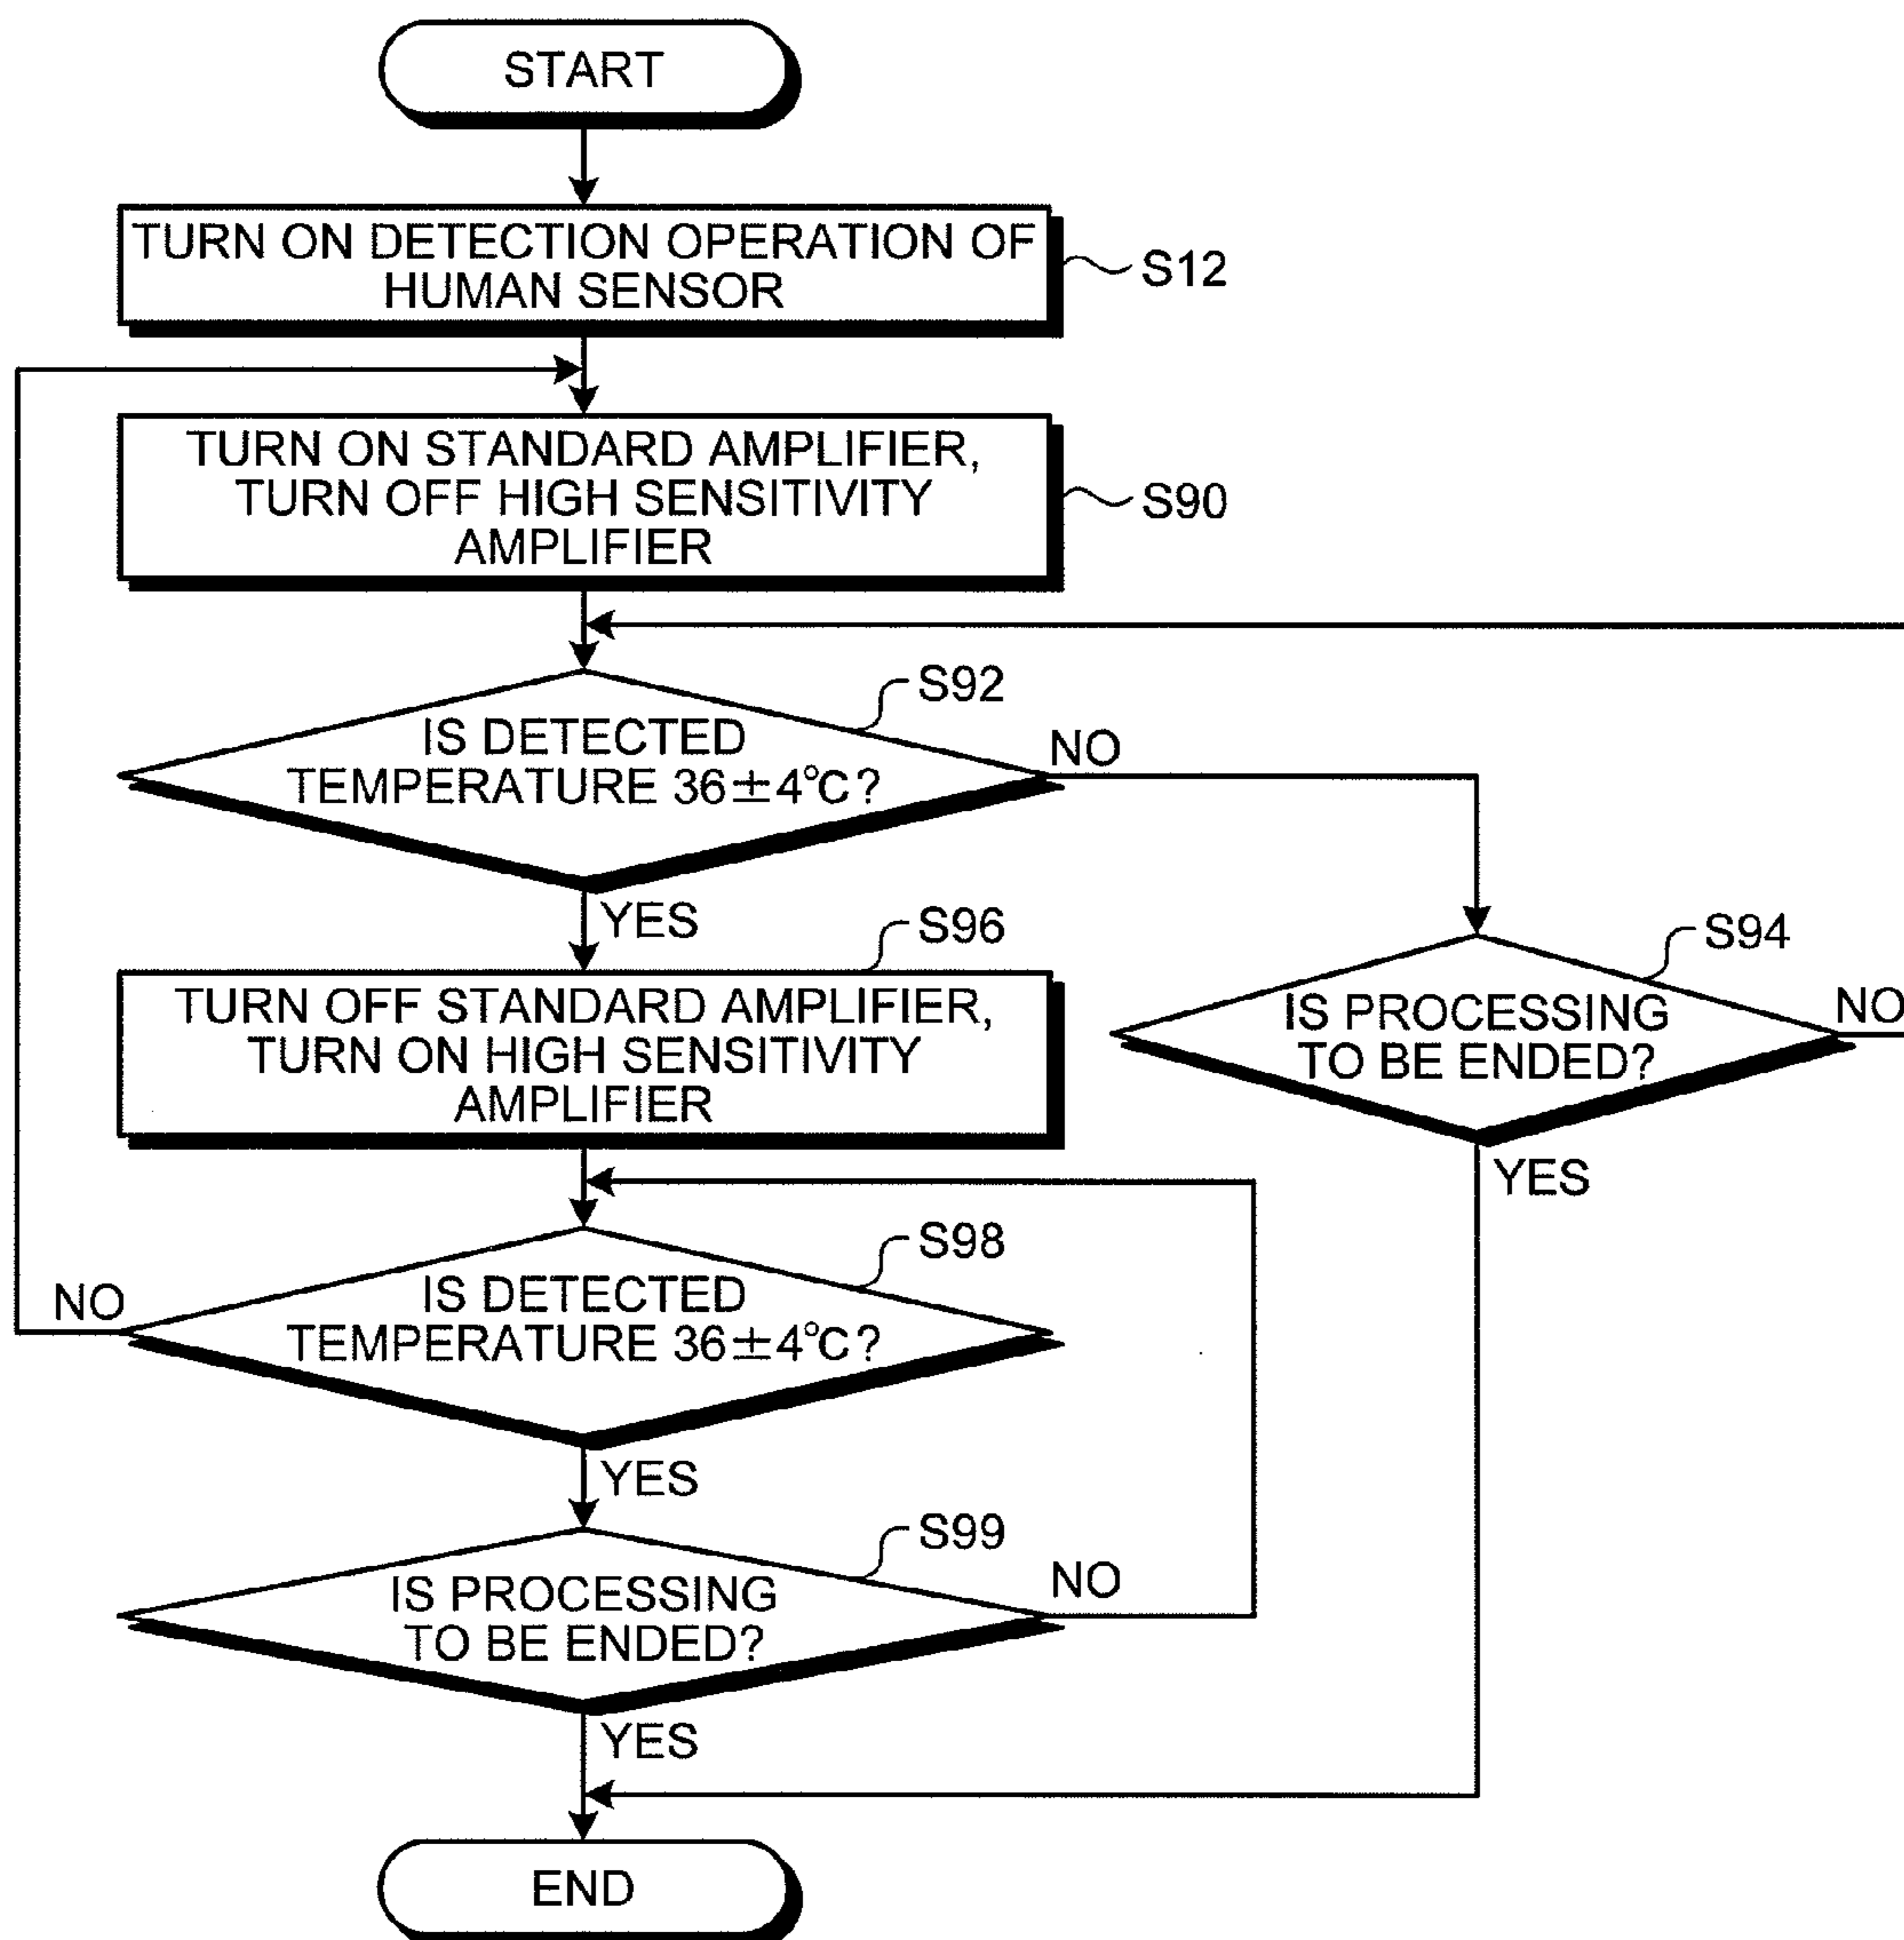 START
TURN ON DETECTION OPERATION OF
HUMAN SENSOR
S12
TURN ON STANDARD AMPLIFIER,
TURN OFF HIGH SENSITIVITY
AMPLIFIER
S90
S92
IS DETECTED
TEMPERATURE 36±4℃?
NO
YES
S96
TURN OFF STANDARD AMPLIFIER,
TURN ON HIGH SENSITIVITY
AMPLIFIER
S94
IS PROCESSING
TO BE ENDED?
NO
YES
S98
IS DETECTED
TEMPERATURE 36±4℃?
NO
YES
S99
IS PROCESSING
TO BE ENDED?
NO
YES
END